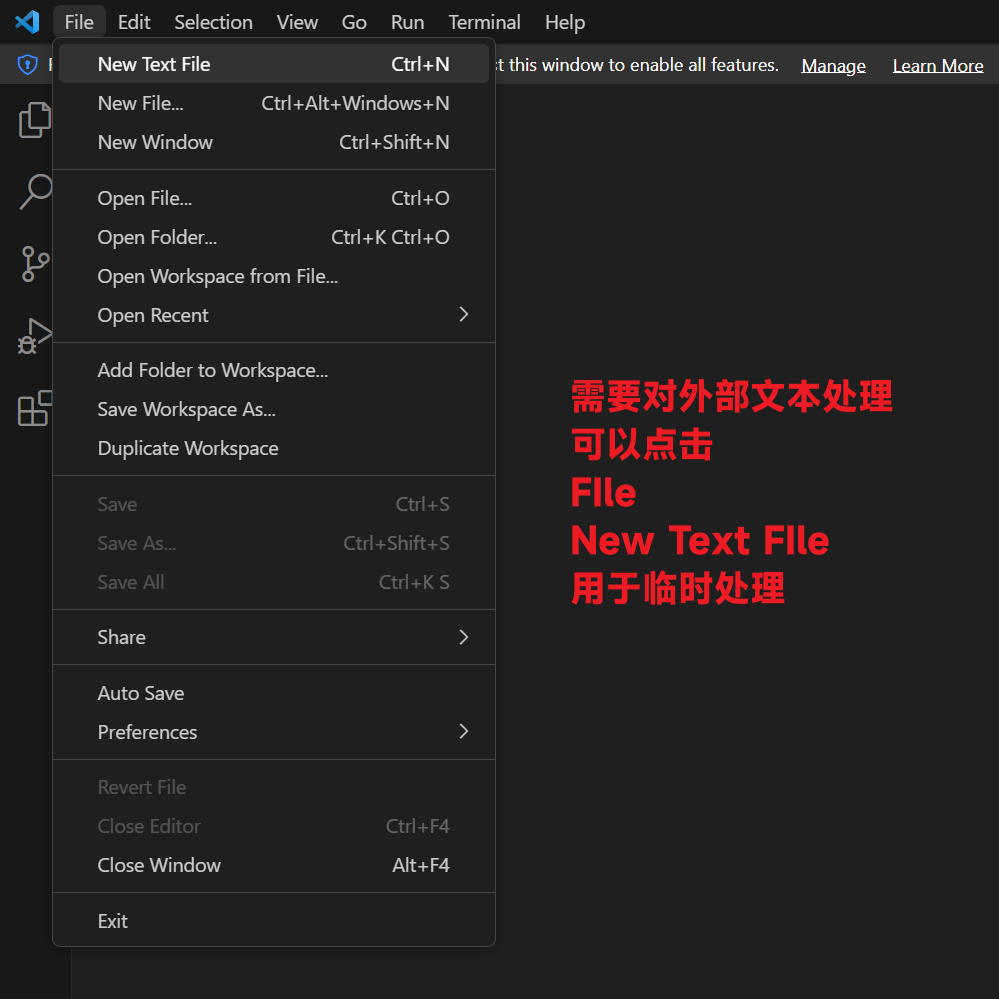 File Edit Selection View Go Run Terminal Help
st this window to enable all features. Manage Learn More
New Text File Ctrl+N
New File... Ctrl+Alt+Windows+N
New Window Ctrl+Shift+N
Open File... Ctrl+O
Open Folder... Ctrl+K Ctrl+O
Open Workspace from File...
Open Recent
Add Folder to Workspace...
Save Workspace As...
Duplicate Workspace
Save Ctrl+S
Save As... Ctrl+Shift+S
Save All Ctrl+K S
Share
Auto Save
Preferences
Revert File
Close Editor Ctrl+F4
Close Window Alt+F4
Exit
需要对外部文本处理
可以点击
FIle
New Text FIle
用于临时处理